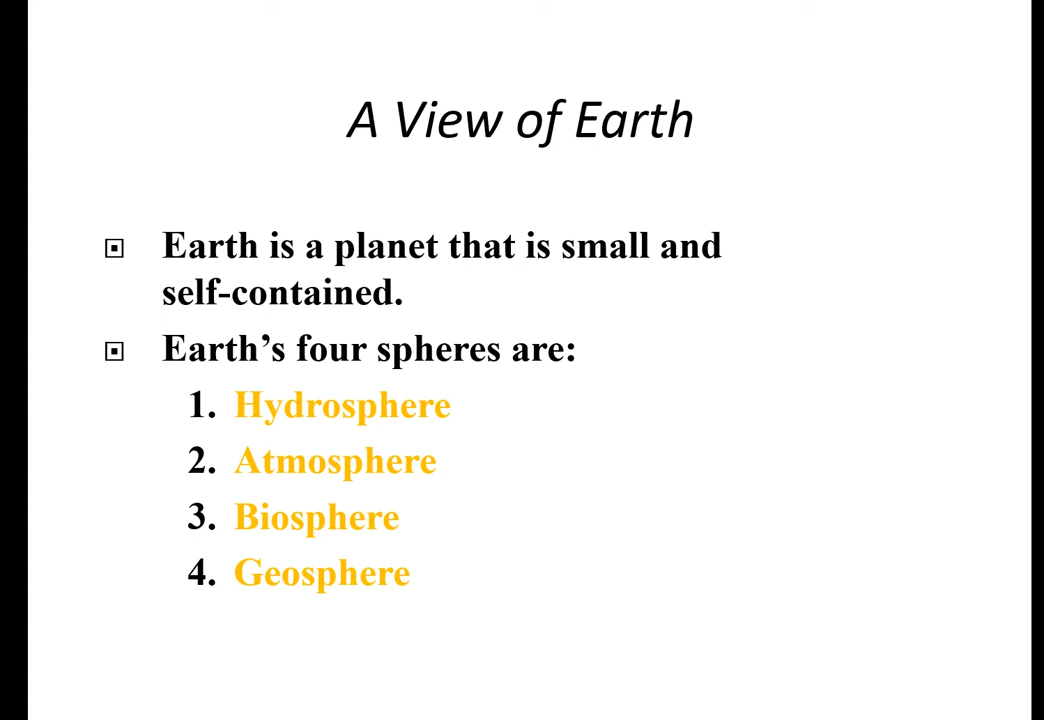 A View of Earth
Earth is a planet that is small and
self-contained.
Earth’s four spheres are:
1. Hydrosphere
2. Atmosphere
3. Biosphere
4. Geosphere